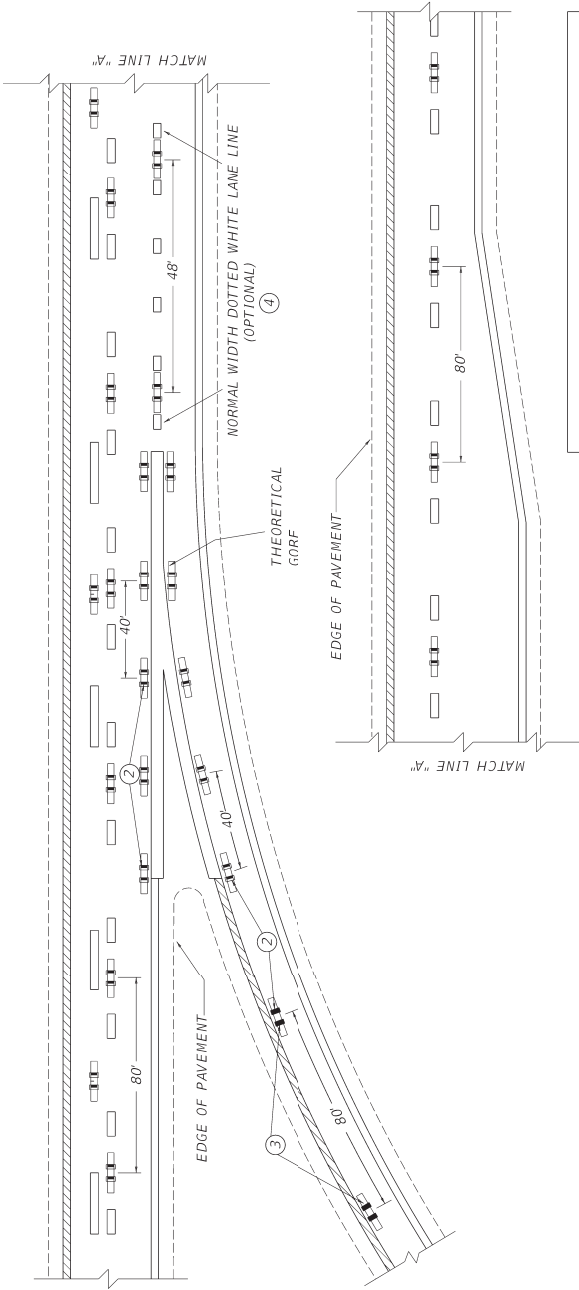 MATCH LINE "A"
48'
NORMAL WIDTH DOTTED WHITE LANE LINE
(OPTIONAL)
4
THEORETICAL
GORE
40'
2
40'
2
80'
EDGE OF PAVEMENT
3
80'
80'
EDGE OF PAVEMENT
MATCH LINE "A"